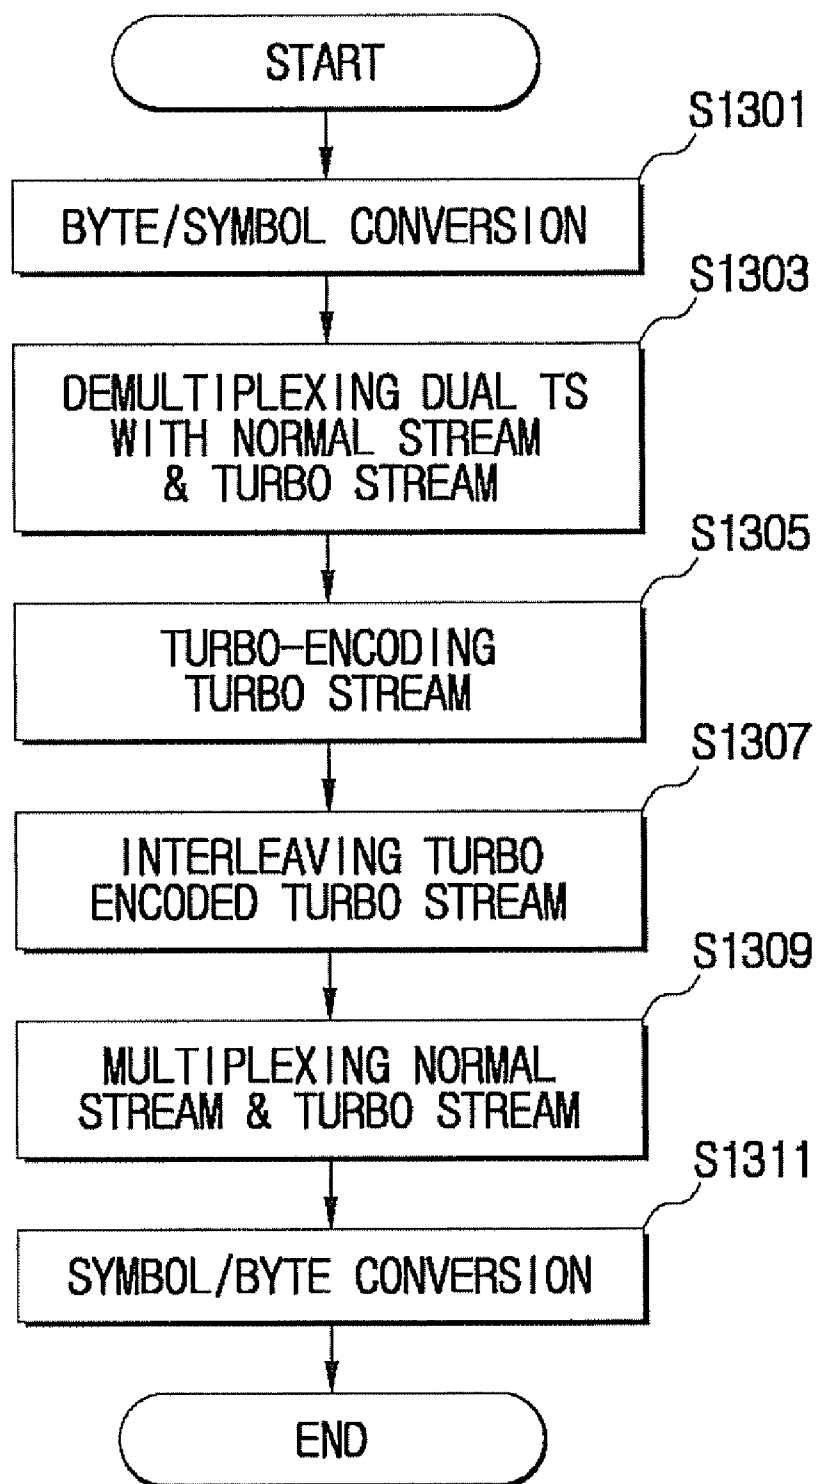 START
S1301
BYTE/SYMBOL CONVERSION
S1303
DEMULTIPLEXING DUAL TS
WITH NORMAL STREAM
& TURBO STREAM
S1305
TURBO-ENCODING
TURBO STREAM
S1307
INTERLEAVING TURBO
ENCODED TURBO STREAM
S1309
MULTIPLEXING NORMAL
STREAM & TURBO STREAM
S1311
SYMBOL/BYTE CONVERSION
END